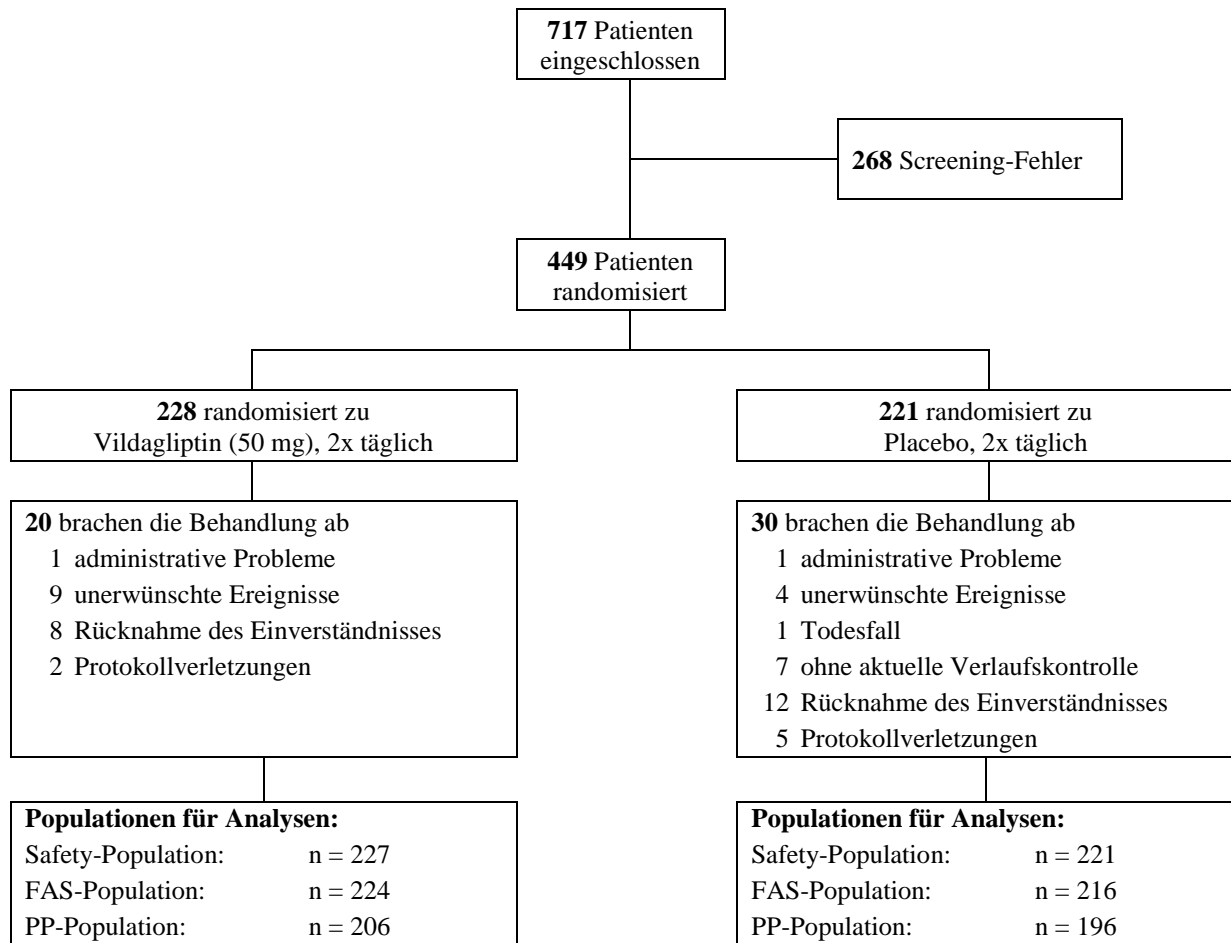 717 Patienten
eingeschlossen
268 Screening-Fehler
449 Patienten
randomisiert
228 randomisiert zu
Vildagliptin (50 mg), 2x täglich
20 brachen die Behandlung ab
1 administrative Probleme
9 unerwünschte Ereignisse
8 Rücknahme des Einverständnisses
2 Protokollverletzungen
Populationen für Analysen:
Safety-Population: n = 227
FAS-Population: n = 224
PP-Population: n = 206
221 randomisiert zu
Placebo, 2x täglich
30 brachen die Behandlung ab
1 administrative Probleme
4 unerwünschte Ereignisse
1 Todesfall
7 ohne aktuelle Verlaufskontrolle
12 Rücknahme des Einverständnisses
5 Protokollverletzungen
Populationen für Analysen:
Safety-Population: n = 221
FAS-Population: n = 216
PP-Population: n = 196